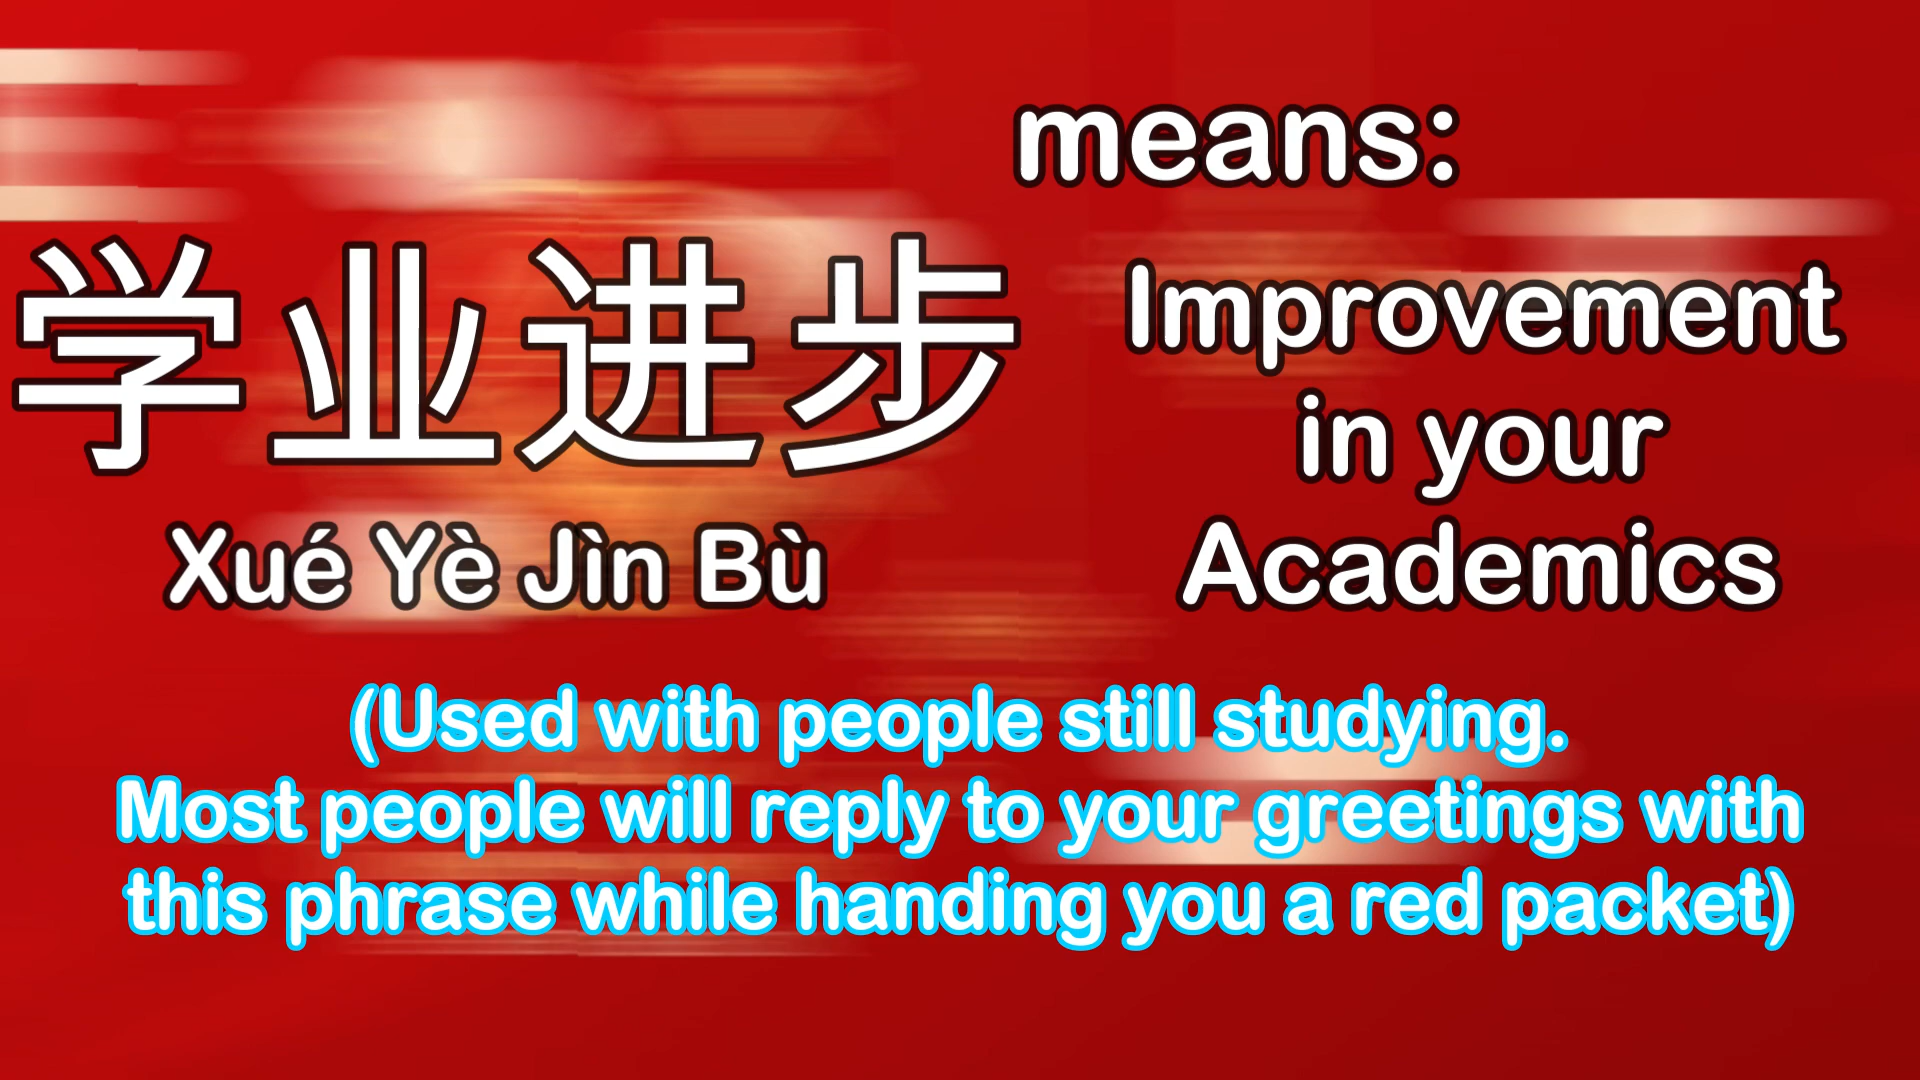 means:
学业进步
Xué Yè Jìn Bù
Improvement
in your
Academics
(Used with people still studying.
Most people will reply to your greetings with
this phrase while handing you a red packet)